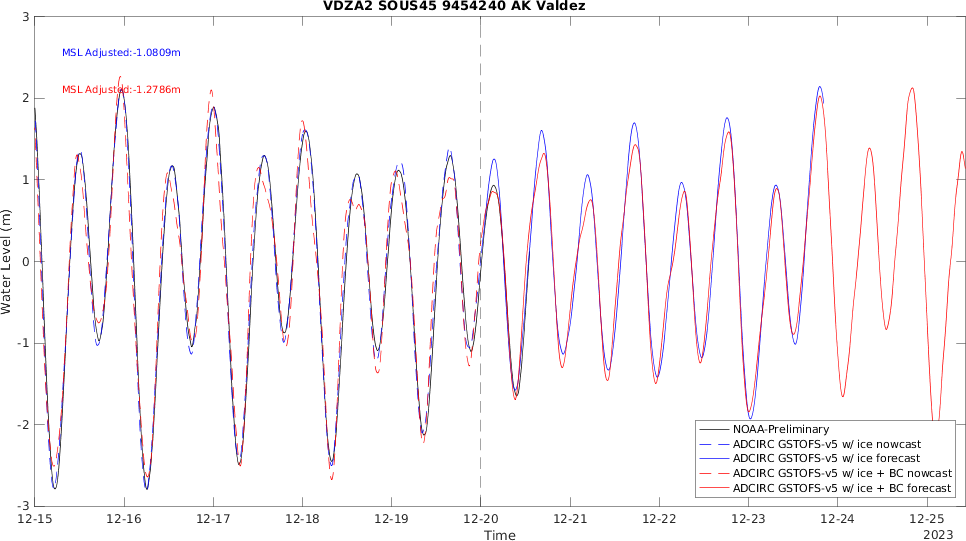 VDZA2 SOUS45 9454240 AK Valdez
3
2
1
0
-1
-2
-3
Water Level (m)
MSL Adjusted:-1.0809m
MSL Adjusted:-1.2786m
NOAA-Preliminary
ADCIRC GSTOFS-v5 w/ ice nowcast
ADCIRC GSTOFS-v5 w/ ice forecast
ADCIRC GSTOFS-v5 w/ ice + BC nowcast
ADCIRC GSTOFS-v5 w/ ice + BC forecast
12-15 12-16 12-17 12-18 12-19 12-20 12-21 12-22 12-23 12-24 12-25
Time
2023